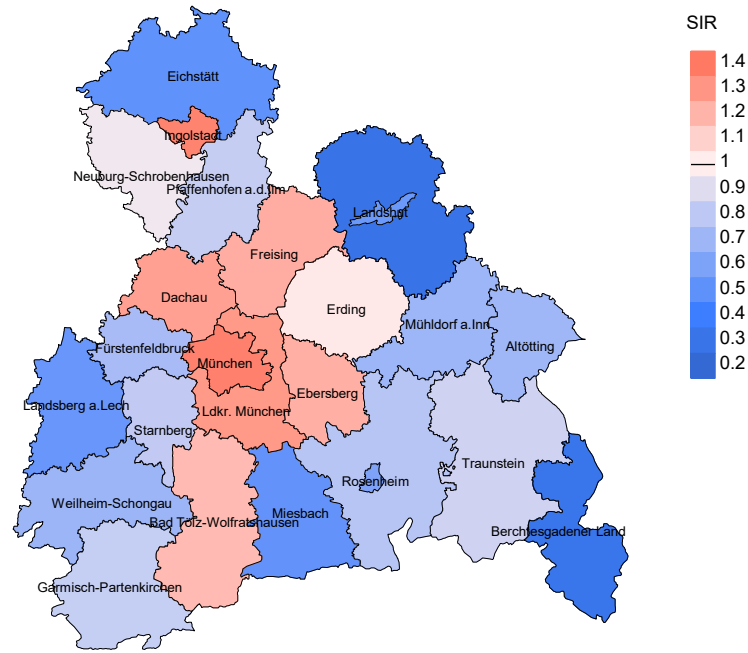 SIR
1.4
1.3
1.2
1.1
1
0.9
0.8
0.7
0.6
0.5
0.4
0.3
0.2
Eichstätt
Ingolstadt
Neuburg-Schrobenhausen
Pfaffenhofen a.d.Ilm
Landshut
Freising
Dachau
Erding
Mühldorf a.Inn
Altötting
Fürstenfeldbruck
München
Ebersberg
Landsberg a.Lech
Ldkr. München
Starnberg
Traunstein
Rosenheim
Weilheim-Schongau
Miesbach
Bad Tölz-Wolfratshausen
Berchtesgadener Land
Garmisch-Partenkirchen